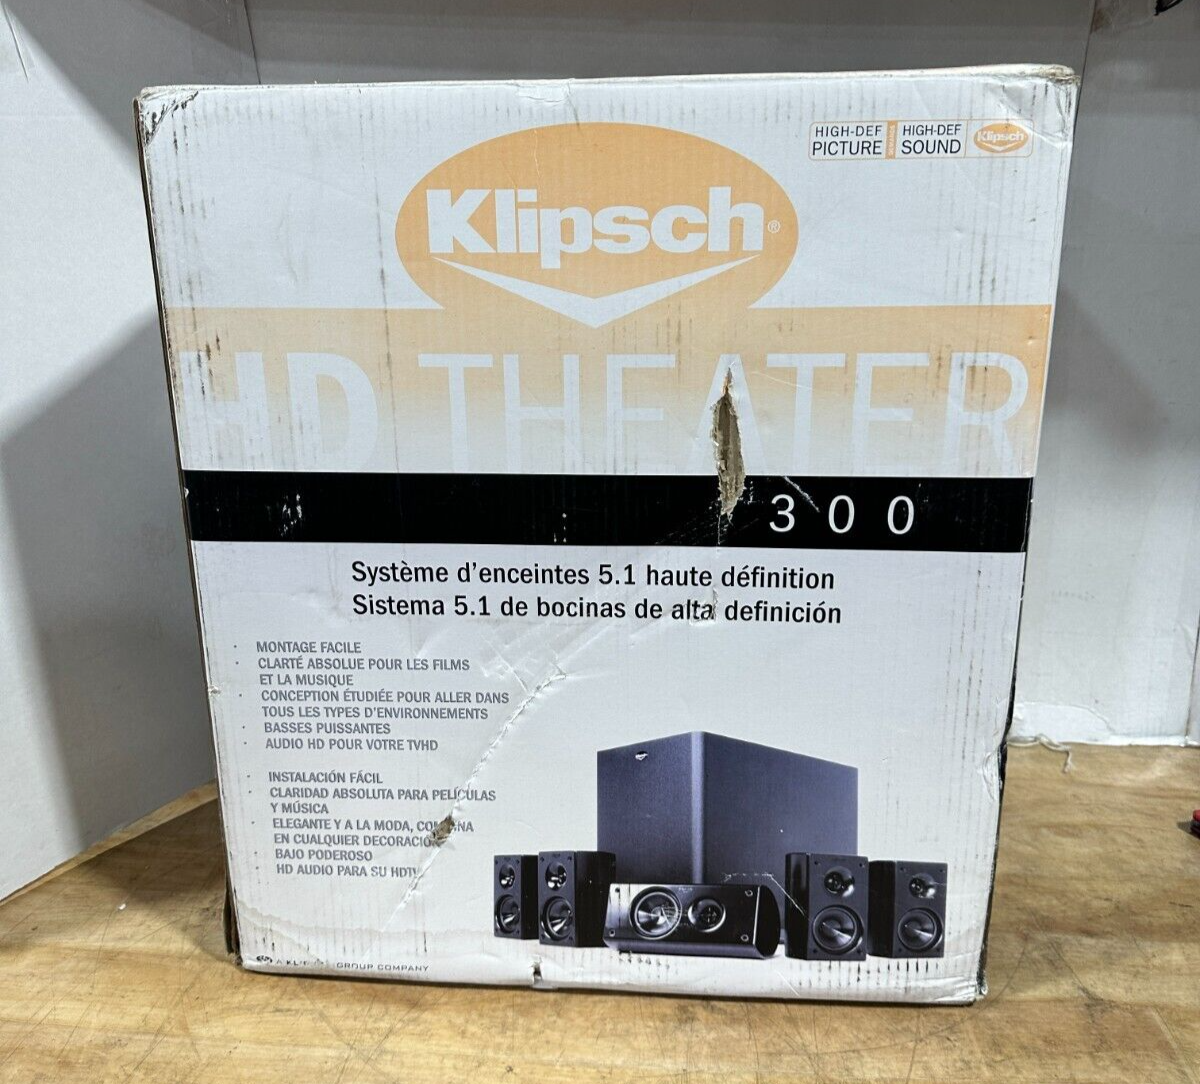 HIGH-DEF PICTURE
HIGH-DEF SOUND
Klipsch
Klipsch®
HD THEATER
300
Système d'enceintes 5.1 haute définition
Sistema 5.1 de bocinas de alta definición
· MONTAGE FACILE
· CLARTÉ ABSOLUE POUR LES FILMS
ET LA MUSIQUE
· CONCEPTION ÉTUDIÉE POUR ALLER DANS
TOUS LES TYPES D'ENVIRONNEMENTS
· BASSES PUISSANTES
· AUDIO HD POUR VOTRE TVHD
· INSTALACIÓN FÁCIL
· CLARIDAD ABSOLUTA PARA PELÍCULAS
Y MÚSICA
· ELEGANTE Y A LA MODA,
EN CUALQUIER DECORACIÓN
· BAJO PODEROSO
· HD AUDIO PARA SU HDTV
GROUP COMPANY